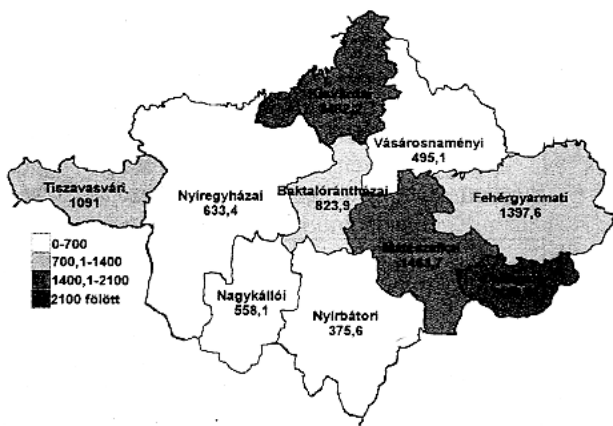 Vásárosnaményi
495,1
Tiszavasvári
1091
Nyíregyházai
633,4
Baktalórántházai
823,9
Fehérgyarmati
1397,6
0-700
700,1-1400
1400,1-2100
2100 fölött
Nagykállói
558,1
Nyírbátori
375,6